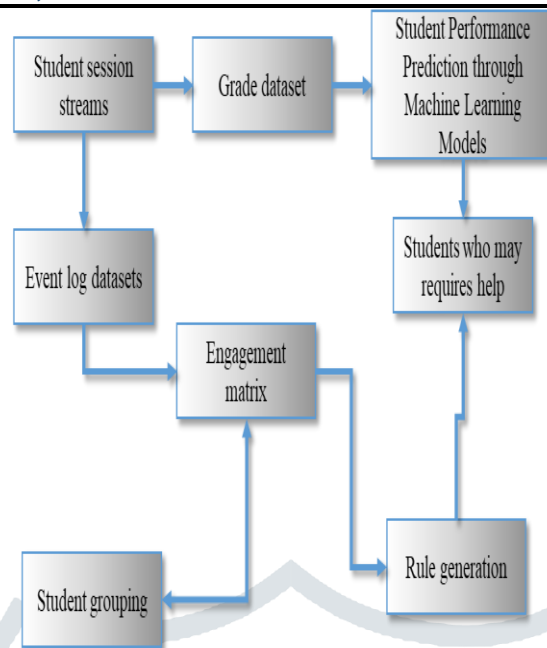 Student session
streams
Grade dataset
Student Performance
Prediction through
Machine Learning
Models
Event log datasets
Students who may
requires help
Engagement
matrix
Student grouping
Rule generation